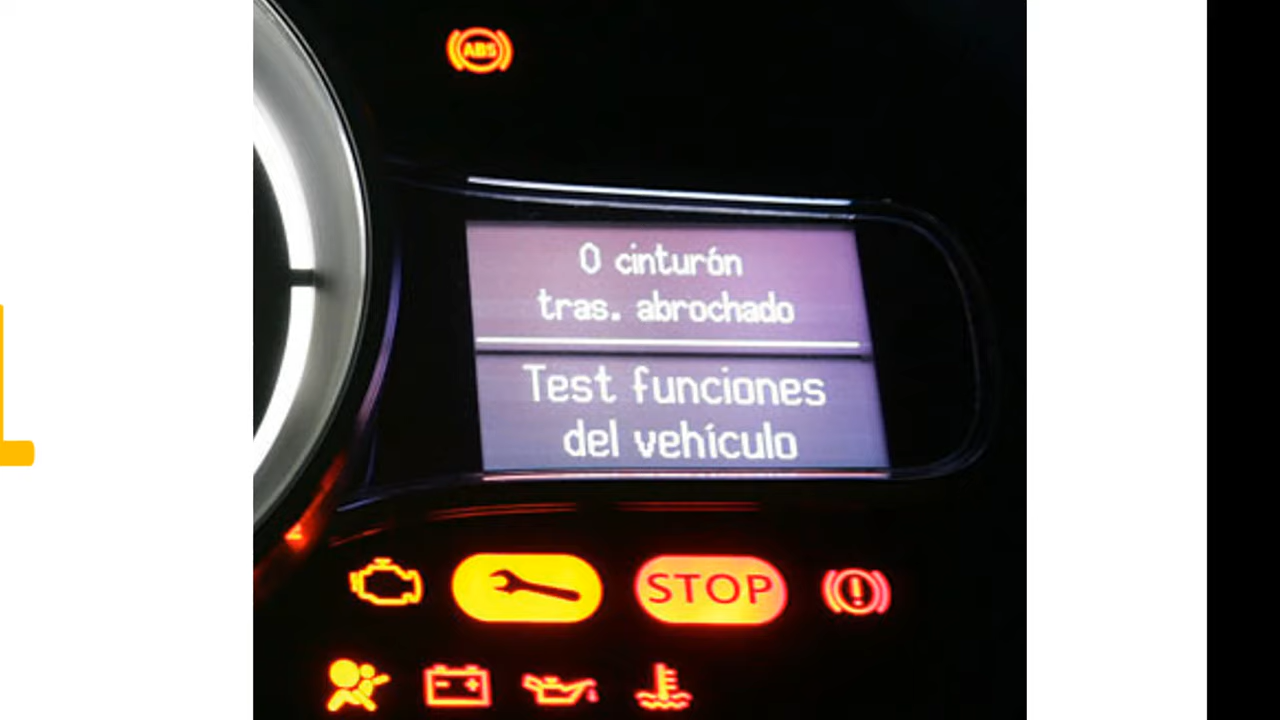 ABS
0 cinturón
tras. abrochado
Test funciones
del vehículo
STOP